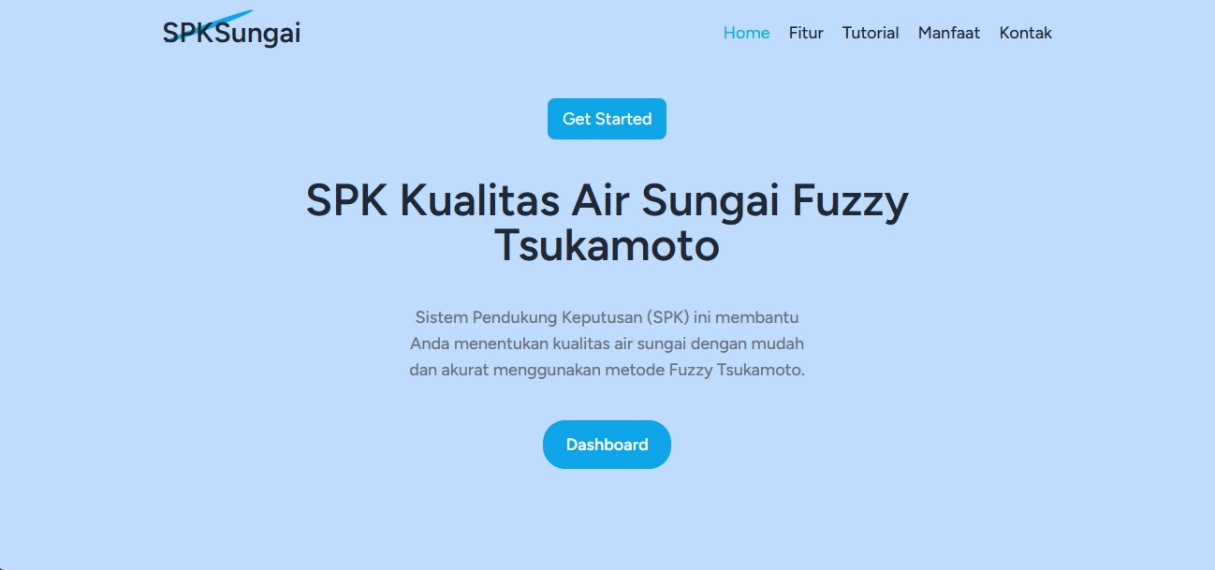 SPKSungai
Home Fitur Tutorial Manfaat Kontak
Get Started
SPK Kualitas Air Sungai Fuzzy
Tsukamoto
Sistem Pendukung Keputusan (SPK) ini membantu
Anda menentukan kualitas air sungai dengan mudah
dan akurat menggunakan metode Fuzzy Tsukamoto.
Dashboard